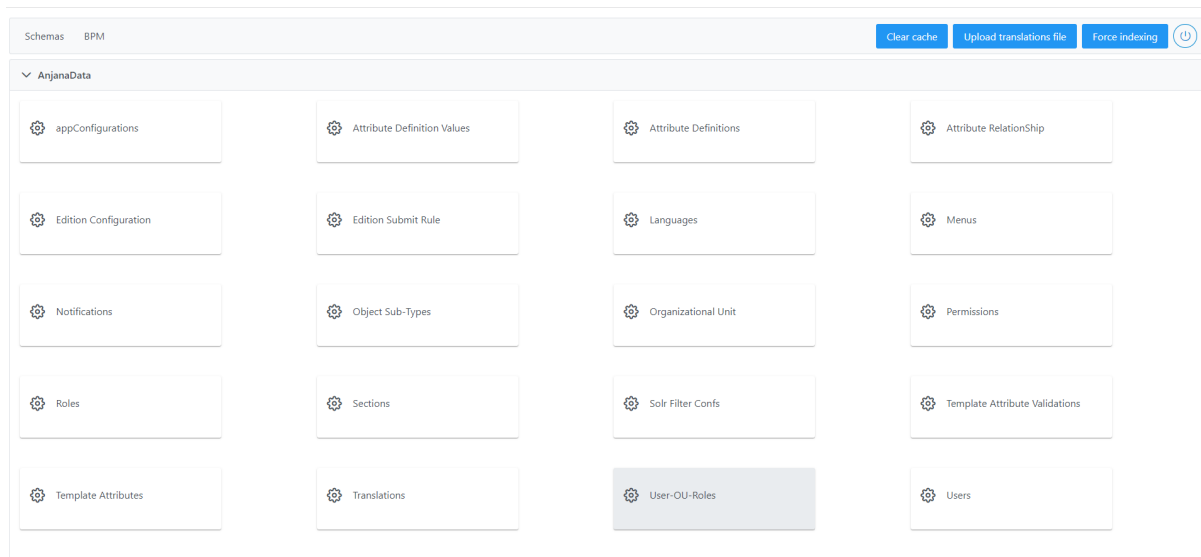 Schemas BPM Clear cache Upload translations file Force indexing
AnjanaData
appConfigurations Attribute Definition Values Attribute Definitions Attribute RelationShip
Edition Configuration Edition Submit Rule Languages Menus
Notifications Object Sub-Types Organizational Unit Permissions
Roles Sections Solr Filter Confs Template Attribute Validations
Template Attributes Translations User-OU-Roles Users